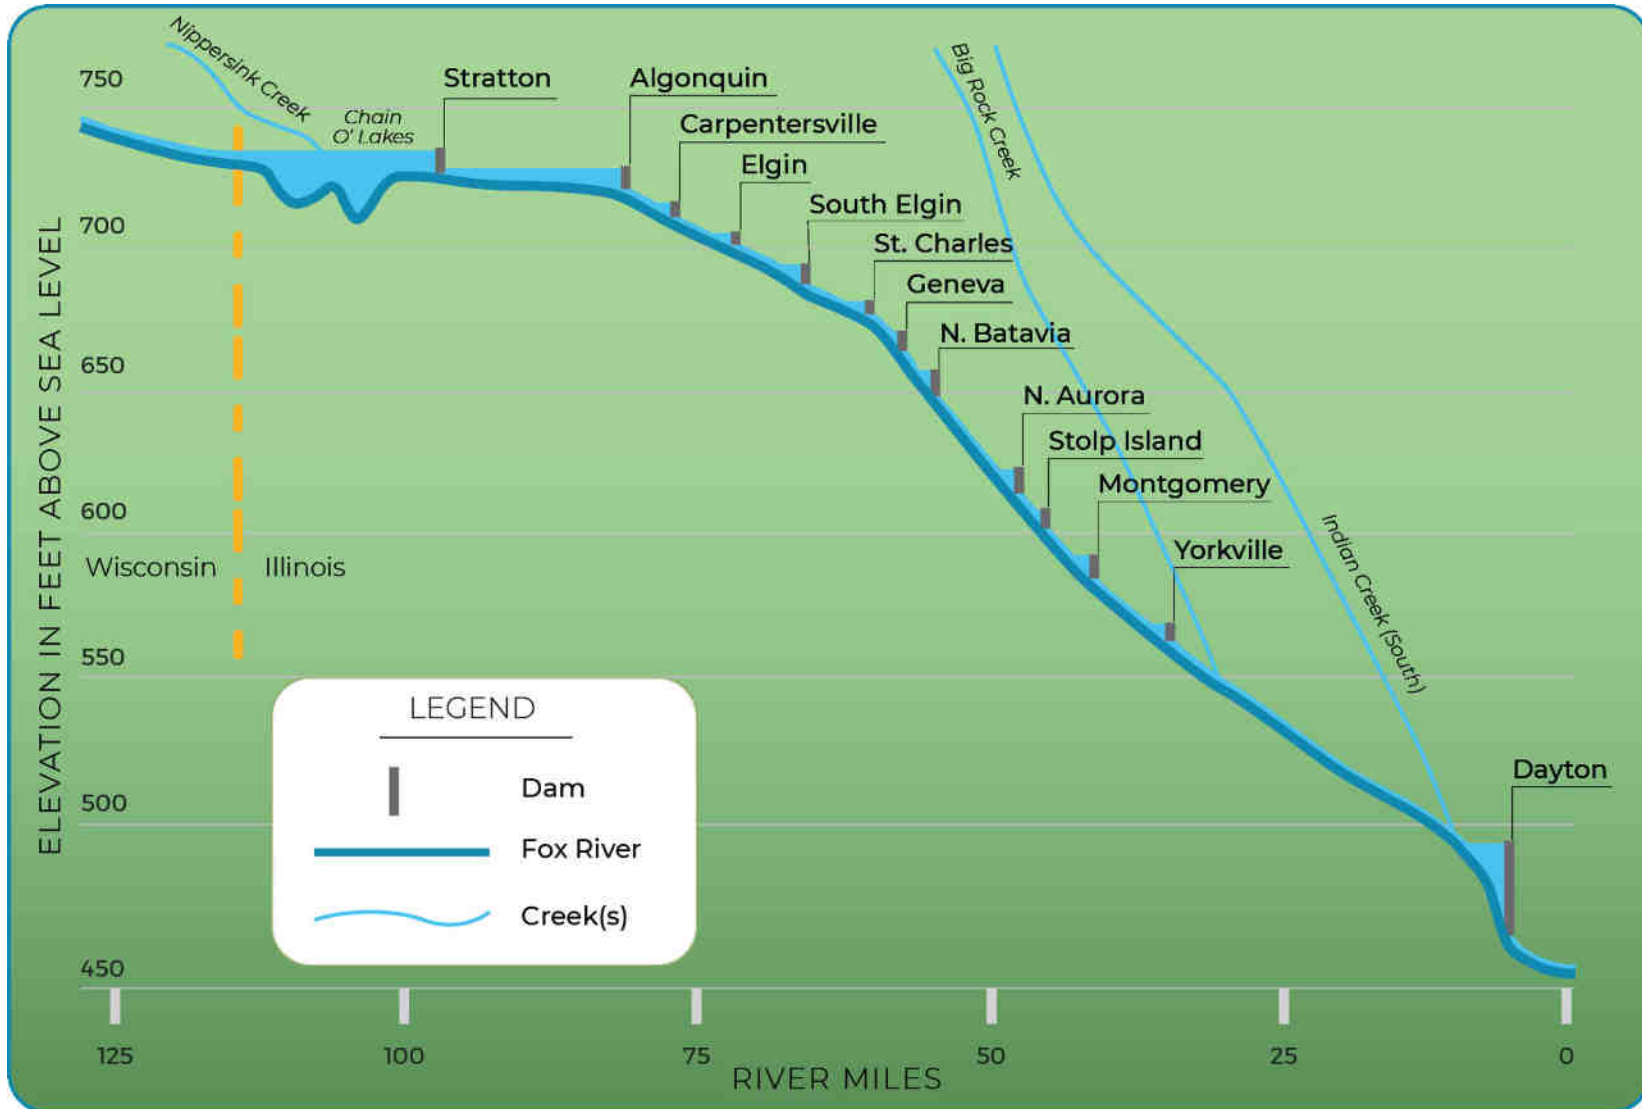 Nippersink Creek
Chain
O' Lakes
Stratton
Algonquin
Carpentersville
Elgin
South Elgin
St. Charles
Geneva
N. Batavia
N. Aurora
Stolp Island
Montgomery
Yorkville
Dayton
Big Rock Creek
Indian Creek (South)
ELEVATION IN FEET ABOVE SEA LEVEL
750
700
650
600
550
500
450
Wisconsin
Illinois
LEGEND
Dam
Fox River
Creek(s)
125
100
75
50
25
0
RIVER MILES